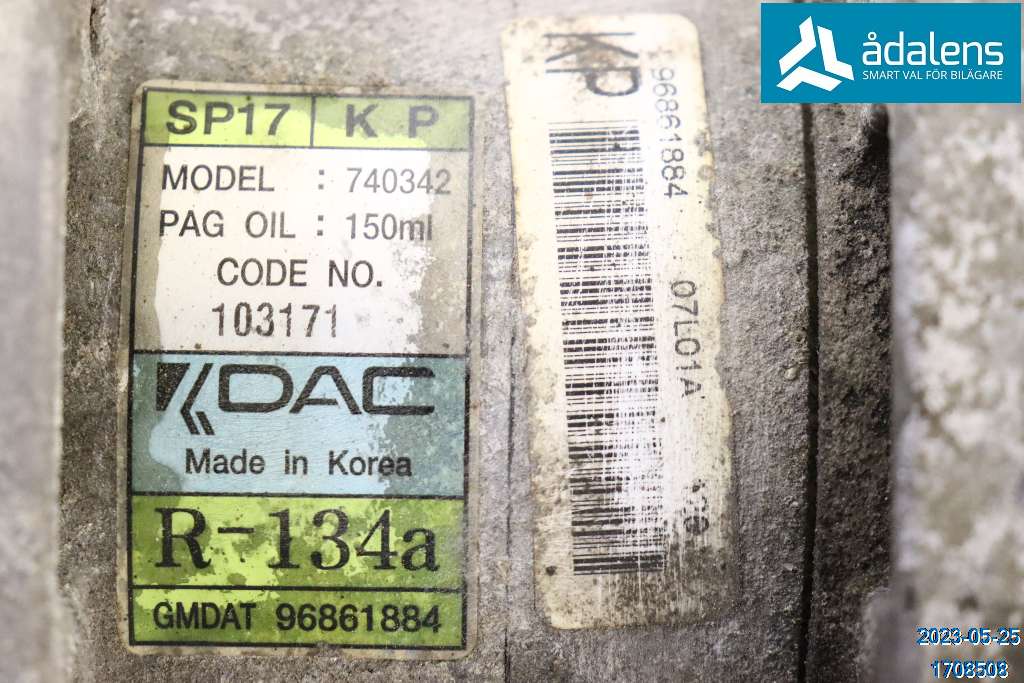 SP17 K P
MODEL : 740342
PAG OIL : 150ml
CODE NO.
103171
KDAC
Made in Korea
R-134a
GMDAT 96861884
KP
96861884 07L01A
ådalens
SMART VAL FÖR BILÄGARE
2023-05-25
1708508